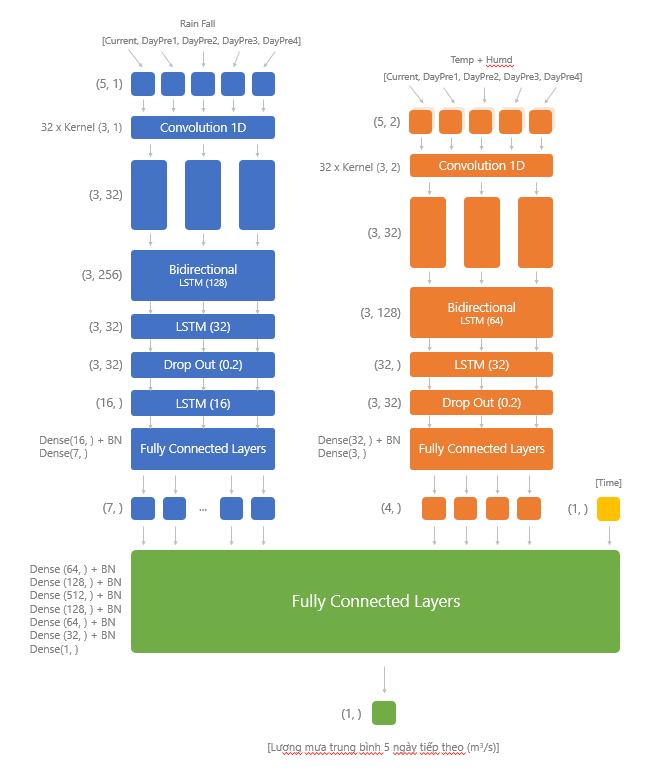 Rain Fall
[Current, DayPre1, DayPre2, DayPre3, DayPre4]
(5, 1)
32 x Kernel (3, 1)
Convolution 1D
(3, 32)
(3, 256)
Bidirectional
LSTM (128)
(3, 32)
LSTM (32)
(3, 32)
Drop Out (0.2)
(16, )
LSTM (16)
Dense(16, ) + BN
Dense(7, )
Fully Connected Layers
(7, )
...
Temp + Humd
[Current, DayPre1, DayPre2, DayPre3, DayPre4]
(5, 2)
32 x Kernel (3, 2)
Convolution 1D
(3, 32)
(3, 128)
Bidirectional
LSTM (64)
(32, )
LSTM (32)
(3, 32)
Drop Out (0.2)
Dense(32, ) + BN
Dense(3, )
Fully Connected Layers
(4, )
[Time]
(1, )
Dense (64, ) + BN
Dense (128, ) + BN
Dense (512, ) + BN
Dense (128, ) + BN
Dense (64, ) + BN
Dense (32, ) + BN
Dense(1, )
Fully Connected Layers
(1, )
[Lượng mưa trung bình 5 ngày tiếp theo (m³/s)]